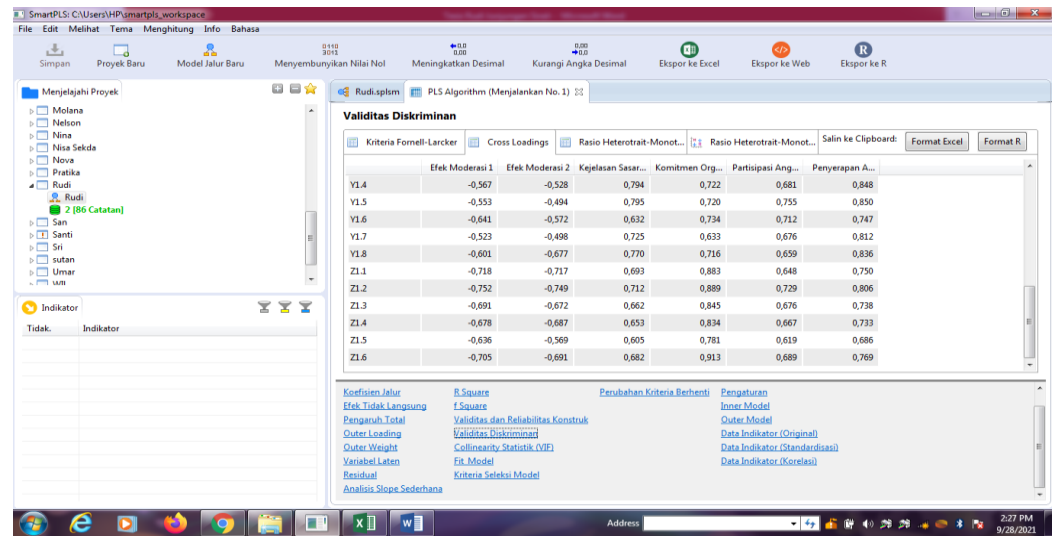 SmartPLS: C:\Users\HP\smartpls_workspace
File Edit Melihat Tema Menghitung Info Bahasa
Simpan Proyek Baru Model Jalur Baru Menyembunyikan Nilai Nol Meningkatkan Desimal Kurangi Angka Desimal Ekspor ke Excel Ekspor ke Web Ekspor ke R
Menjelajahi Proyek
Molana
Nelson
Nina
Nisa Sekda
Nova
Pratika
Rudi
Rudi
2 [86 Catatan]
San
Santi
Sri
sutan
Umar
Indikator
Tidak. Indikator
Rudi.splsm PLS Algorithm (Menjalankan No. 1)
Validitas Diskriminan
Kriteria Fornell-Larcker Cross Loadings Rasio Heterotrait-Monot... Rasio Heterotrait-Monot... Salin ke Clipboard: Format Excel Format R
Efek Moderasi 1 Efek Moderasi 2 Kejelasan Sasar... Komitmen Org... Partisipasi Ang... Penyerapan A...
Y1.4 -0,567 -0,528 0,794 0,722 0,681 0,848
Y1.5 -0,553 -0,494 0,795 0,720 0,755 0,850
Y1.6 -0,641 -0,572 0,632 0,734 0,712 0,747
Y1.7 -0,523 -0,498 0,725 0,633 0,676 0,812
Y1.8 -0,601 -0,677 0,770 0,716 0,659 0,836
Z1.1 -0,718 -0,717 0,693 0,883 0,648 0,750
Z1.2 -0,752 -0,749 0,712 0,889 0,729 0,806
Z1.3 -0,691 -0,672 0,662 0,845 0,676 0,738
Z1.4 -0,678 -0,687 0,653 0,834 0,667 0,733
Z1.5 -0,636 -0,569 0,605 0,781 0,619 0,686
Z1.6 -0,705 -0,691 0,682 0,913 0,689 0,769
Koefisien Jalur R Square Perubahan Kriteria Berhenti Pengaturan
Efek Tidak Langsung f Square Inner Model
Pengaruh Total Validitas dan Reliabilitas Konstruk Outer Model
Outer Loading Validitas Diskriminan Data Indikator (Original)
Outer Weight Collinearity Statistik (VIF) Data Indikator (Standardisasi)
Variabel Laten Fit Model Data Indikator (Korelasi)
Residual Kriteria Seleksi Model
Analisis Slope Sederhana
Address
2:27 PM
9/28/2021